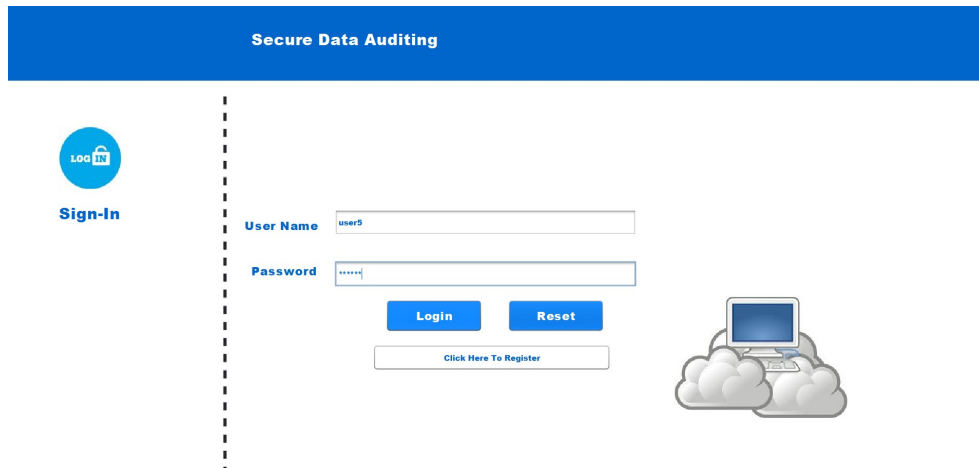 Secure Data Auditing
LOG IN
Sign-In
User Name
user5
Password
******
Login
Reset
Click Here To Register